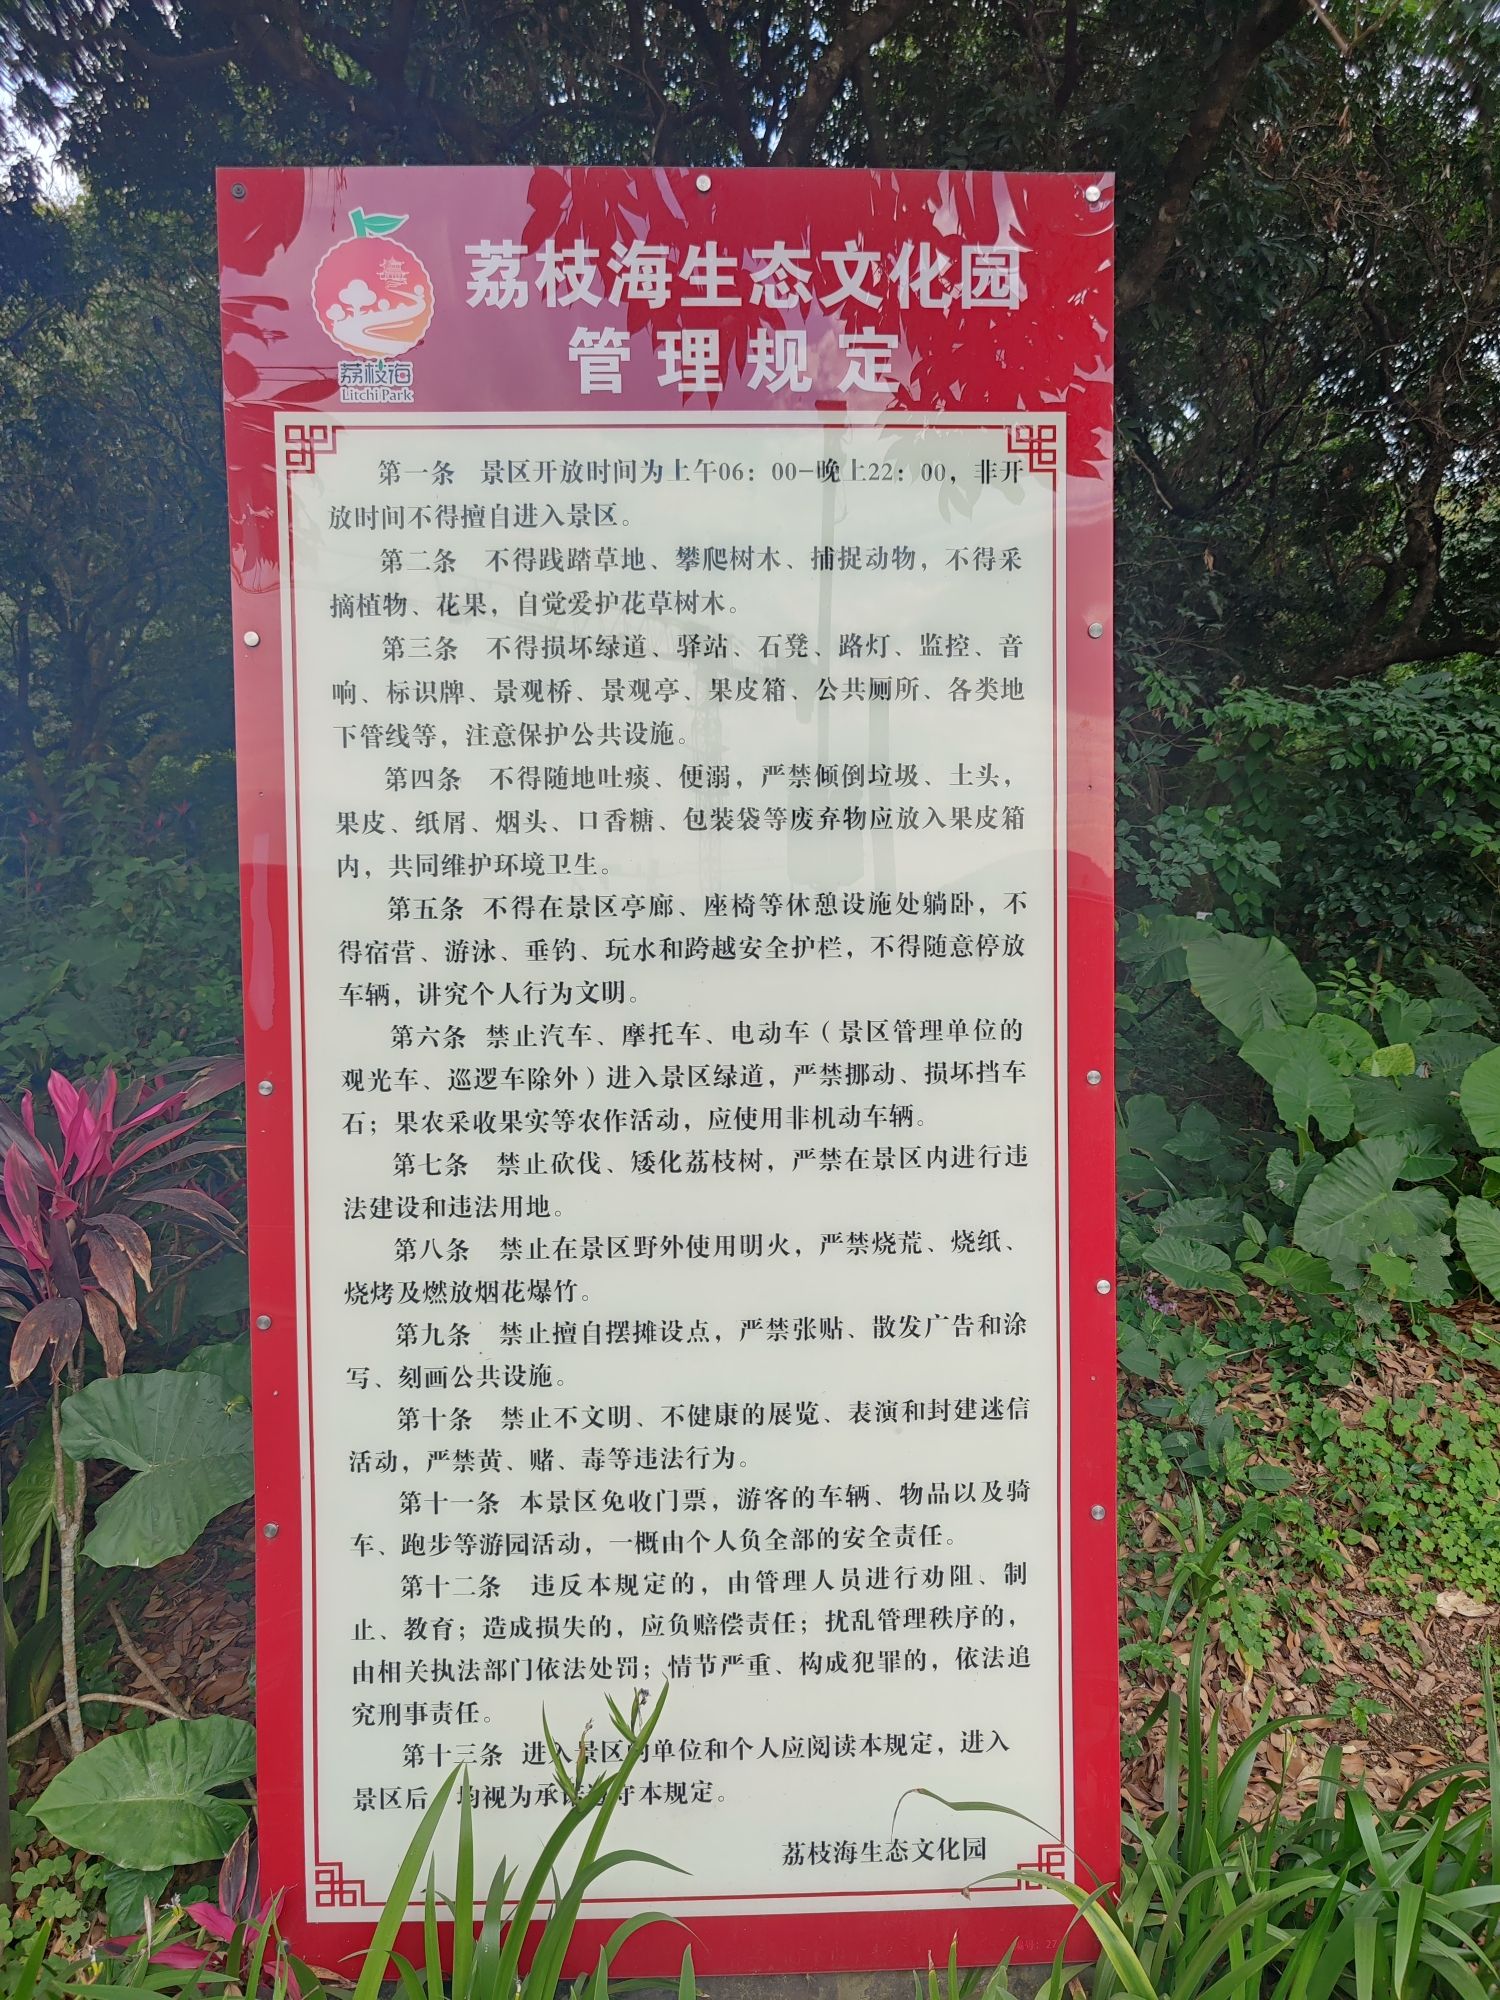 荔枝海生态文化园
管理规定
荔枝海
Litchi Park
第一条 景区开放时间为上午06：00-晚上22：00，非开
放时间不得擅自进入景区。
第二条 不得践踏草地、攀爬树木、捕捉动物，不得采
摘植物、花果，自觉爱护花草树木。
第三条 不得损坏绿道、驿站、石凳、路灯、监控、音
响、标识牌、景观桥、景观亭、果皮箱、公共厕所、各类地
下管线等，注意保护公共设施。
第四条 不得随地吐痰、便溺，严禁倾倒垃圾、土头，
果皮、纸屑、烟头、口香糖、包装袋等废弃物应放入果皮箱
内，共同维护环境卫生。
第五条 不得在景区亭廊、座椅等休憩设施处躺卧，不
得宿营、游泳、垂钓、玩水和跨越安全护栏，不得随意停放
车辆，讲究个人行为文明。
第六条 禁止汽车、摩托车、电动车（景区管理单位的
观光车、巡逻车除外）进入景区绿道，严禁挪动、损坏挡车
石；果农采收果实等农作活动，应使用非机动车辆。
第七条 禁止砍伐、矮化荔枝树，严禁在景区内进行违
法建设和违法用地。
第八条 禁止在景区野外使用明火，严禁烧荒、烧纸、
烧烤及燃放烟花爆竹。
第九条 禁止擅自摆摊设点，严禁张贴、散发广告和涂
写、刻画公共设施。
第十条 禁止不文明、不健康的展览、表演和封建迷信
活动，严禁黄、赌、毒等违法行为。
第十一条 本景区免收门票，游客的车辆、物品以及骑
车、跑步等游园活动，一概由个人负全部的安全责任。
第十二条 违反本规定的，由管理人员进行劝阻、制
止、教育；造成损失的，应负赔偿责任；扰乱管理秩序的，
由相关执法部门依法处罚；情节严重、构成犯罪的，依法追
究刑事责任。
第十三条 进入景区的单位和个人应阅读本规定，进入
景区后 均视为承诺遵守本规定。
荔枝海生态文化园
编号：27